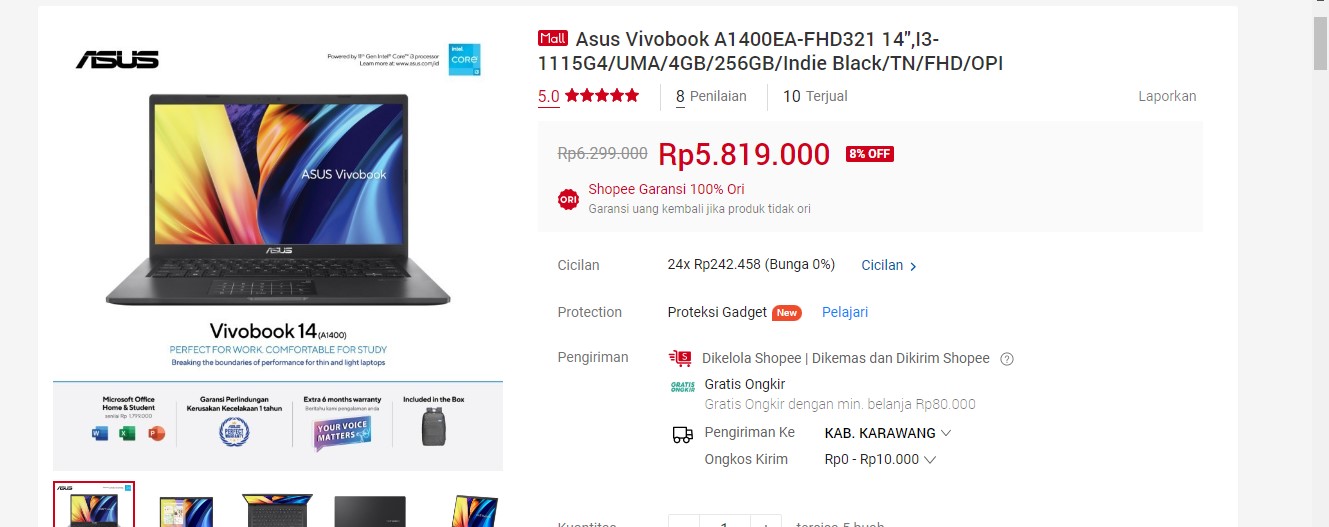 ASUS
Powered by 11th Gen Intel® Core™ i3 processor
Learn more at: www.asus.com/id
intel.
CORE
i3
ASUS Vivobook
ASUS
Vivobook 14 (A1400)
PERFECT FOR WORK. COMFORTABLE FOR STUDY
Breaking the boundaries of performance for thin and light laptops
Microsoft Office
Home & Student
senilai Rp 1.799.000
Garansi Perlindungan
Kerusakan Kecelakaan 1 tahun
ASUS
PERFECT
WARRANTY
Extra 6 months warranty
Beritahu kami pengalaman anda
YOUR VOICE
MATTERS
Included in the Box
ASUS
Mall Asus Vivobook A1400EA-FHD321 14",I3-
1115G4/UMA/4GB/256GB/Indie Black/TN/FHD/OPI
5.0 8 Penilaian 10 Terjual Laporkan
Rp6.299.000 Rp5.819.000 8% OFF
ORI Shopee Garansi 100% Ori
Garansi uang kembali jika produk tidak ori
Cicilan 24x Rp242.458 (Bunga 0%) Cicilan >
Protection Proteksi Gadget New Pelajari
Pengiriman Dikelola Shopee | Dikemas dan Dikirim Shopee ?
GRATIS ONGKIR Gratis Ongkir
Gratis Ongkir dengan min. belanja Rp80.000
Pengiriman Ke KAB. KARAWANG
Ongkos Kirim Rp0 - Rp10.000
Kuantitas 1 + tersisa 5 buah